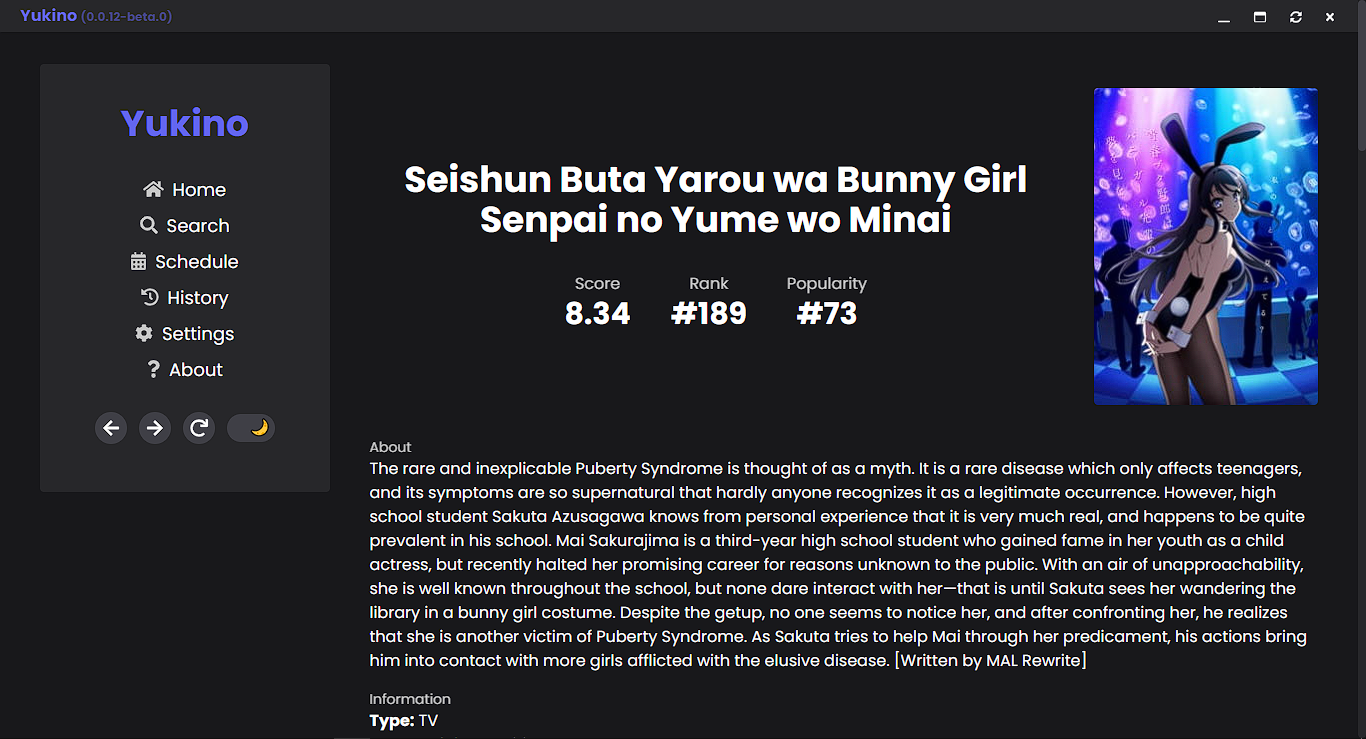 Yukino (0.0.12-beta.0)
Yukino
Home
Search
Schedule
History
Settings
About
Seishun Buta Yarou wa Bunny Girl
Senpai no Yume wo Minai
Score
Rank
Popularity
8.34
#189
#73
About
The rare and inexplicable Puberty Syndrome is thought of as a myth. It is a rare disease which only affects teenagers,
and its symptoms are so supernatural that hardly anyone recognizes it as a legitimate occurrence. However, high
school student Sakuta Azusagawa knows from personal experience that it is very much real, and happens to be quite
prevalent in his school. Mai Sakurajima is a third-year high school student who gained fame in her youth as a child
actress, but recently halted her promising career for reasons unknown to the public. With an air of unapproachability,
she is well known throughout the school, but none dare interact with her—that is until Sakuta sees her wandering the
library in a bunny girl costume. Despite the getup, no one seems to notice her, and after confronting her, he realizes
that she is another victim of Puberty Syndrome. As Sakuta tries to help Mai through her predicament, his actions bring
him into contact with more girls afflicted with the elusive disease. [Written by MAL Rewrite]
Information
Type: TV